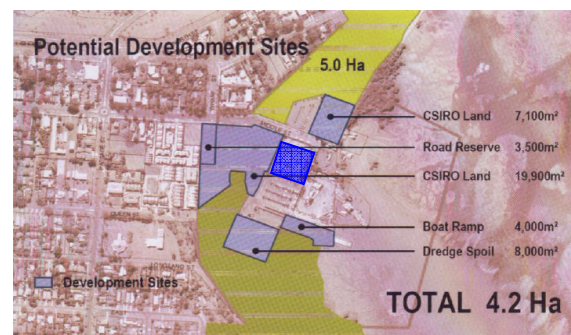 Potential Development Sites
5.0 Ha
CSIRO Land 7,100m²
Road Reserve 3,500m²
CSIRO Land 19,900m²
Boat Ramp 4,000m²
Dredge Spoil 8,000m²
Development Sites
TOTAL 4.2 Ha